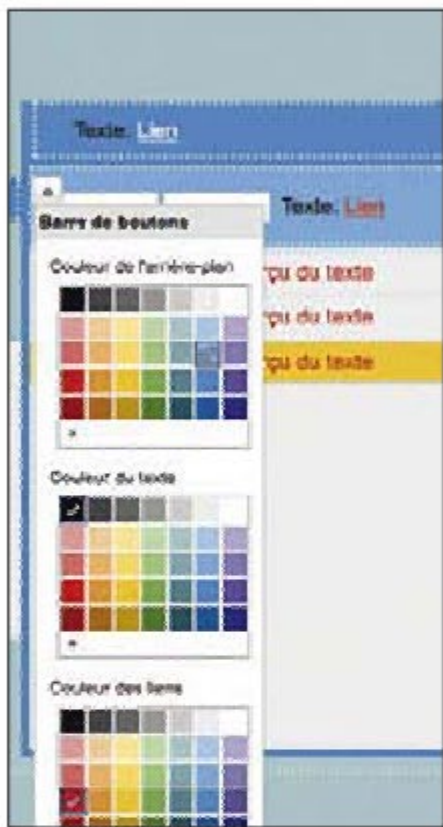 Texte. Lien
Texte. Lien
Barre de boutons
Couleur de l'arrière-plan
rçu du texte
rçu du texte
rçu du texte
Couleur du texte
Couleur des liens